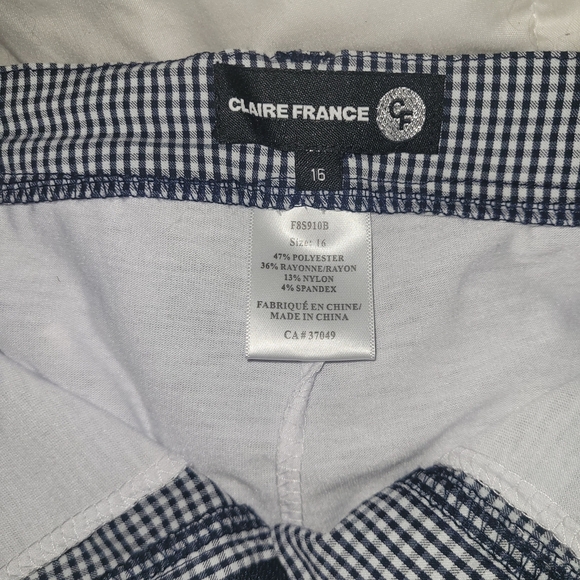 CLAIRE FRANCE CF
16
F8S910B
Size: 16
47% POLYESTER
36% RAYONNE/RAYON
13% NYLON
4% SPANDEX
FABRIQUÉ EN CHINE/
MADE IN CHINA
CA # 37049